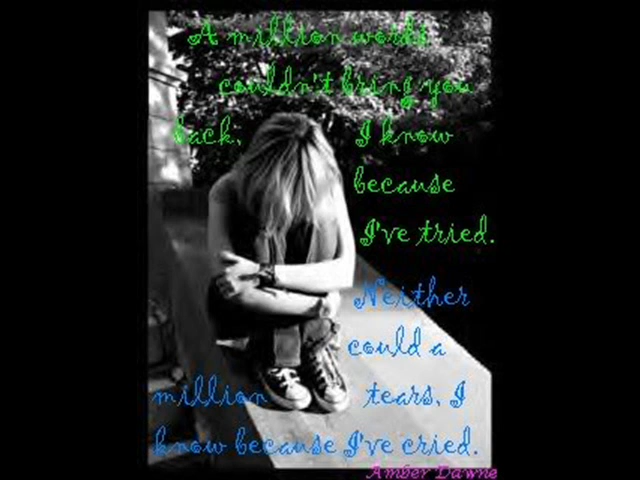 A million words
couldn't bring you
back. I know
because
I've tried.
Neither
could a
million tears. I
know because I've cried.
Amber Dawne